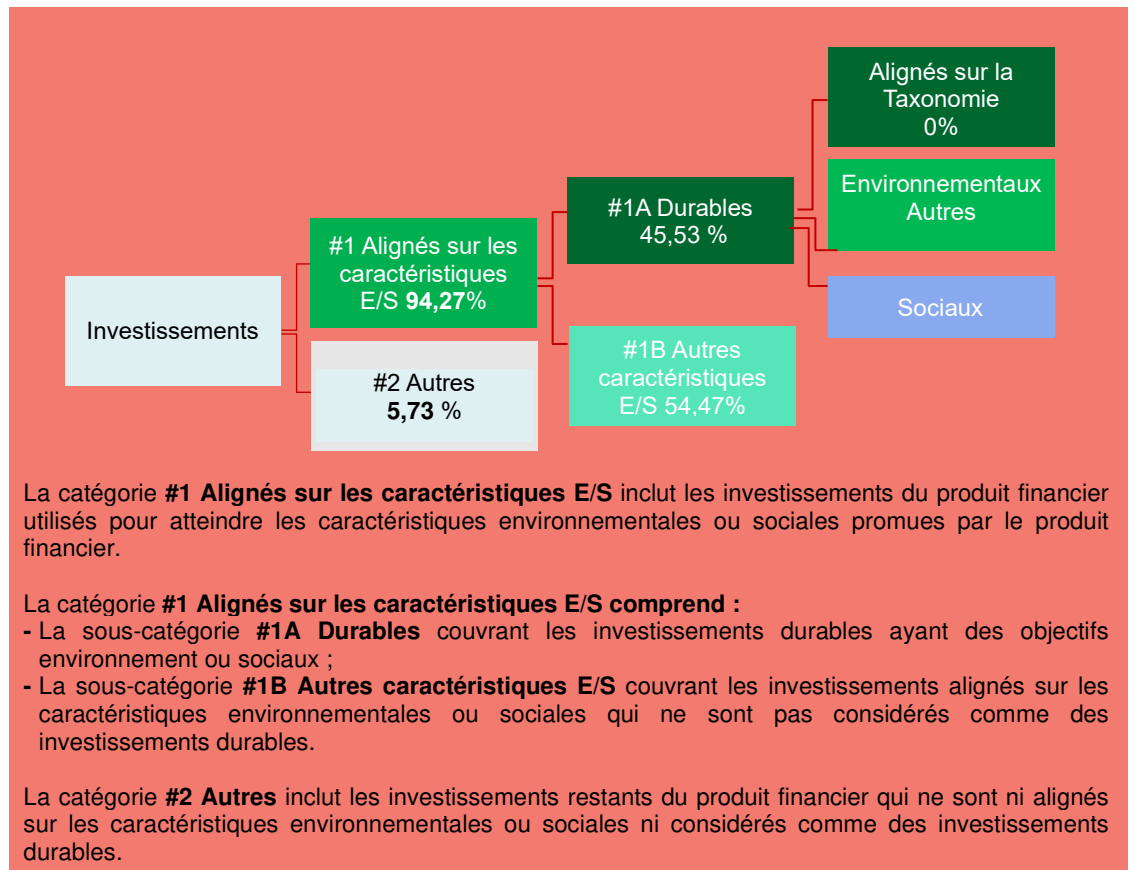 Alignés sur la
Taxonomie
0%
Environnementaux
Autres
#1A Durables
45,53 %
#1 Alignés sur les
caractéristiques
E/S 94,27%
Sociaux
Investissements
#1B Autres
caractéristiques
E/S 54,47%
#2 Autres
5,73 %
La catégorie #1 Alignés sur les caractéristiques E/S inclut les investissements du produit financier
utilisés pour atteindre les caractéristiques environnementales ou sociales promues par le produit
financier.
La catégorie #1 Alignés sur les caractéristiques E/S comprend :
- La sous-catégorie #1A Durables couvrant les investissements durables ayant des objectifs
environnement ou sociaux ;
- La sous-catégorie #1B Autres caractéristiques E/S couvrant les investissements alignés sur les
caractéristiques environnementales ou sociales qui ne sont pas considérés comme des
investissements durables.
La catégorie #2 Autres inclut les investissements restants du produit financier qui ne sont ni alignés
sur les caractéristiques environnementales ou sociales ni considérés comme des investissements
durables.